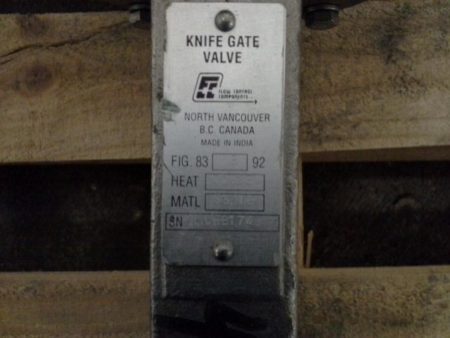 KNIFE GATE
VALVE
flow control
components
NORTH VANCOUVER
B.C. CANADA
MADE IN INDIA
FIG. 83 92
HEAT
MATL
SN